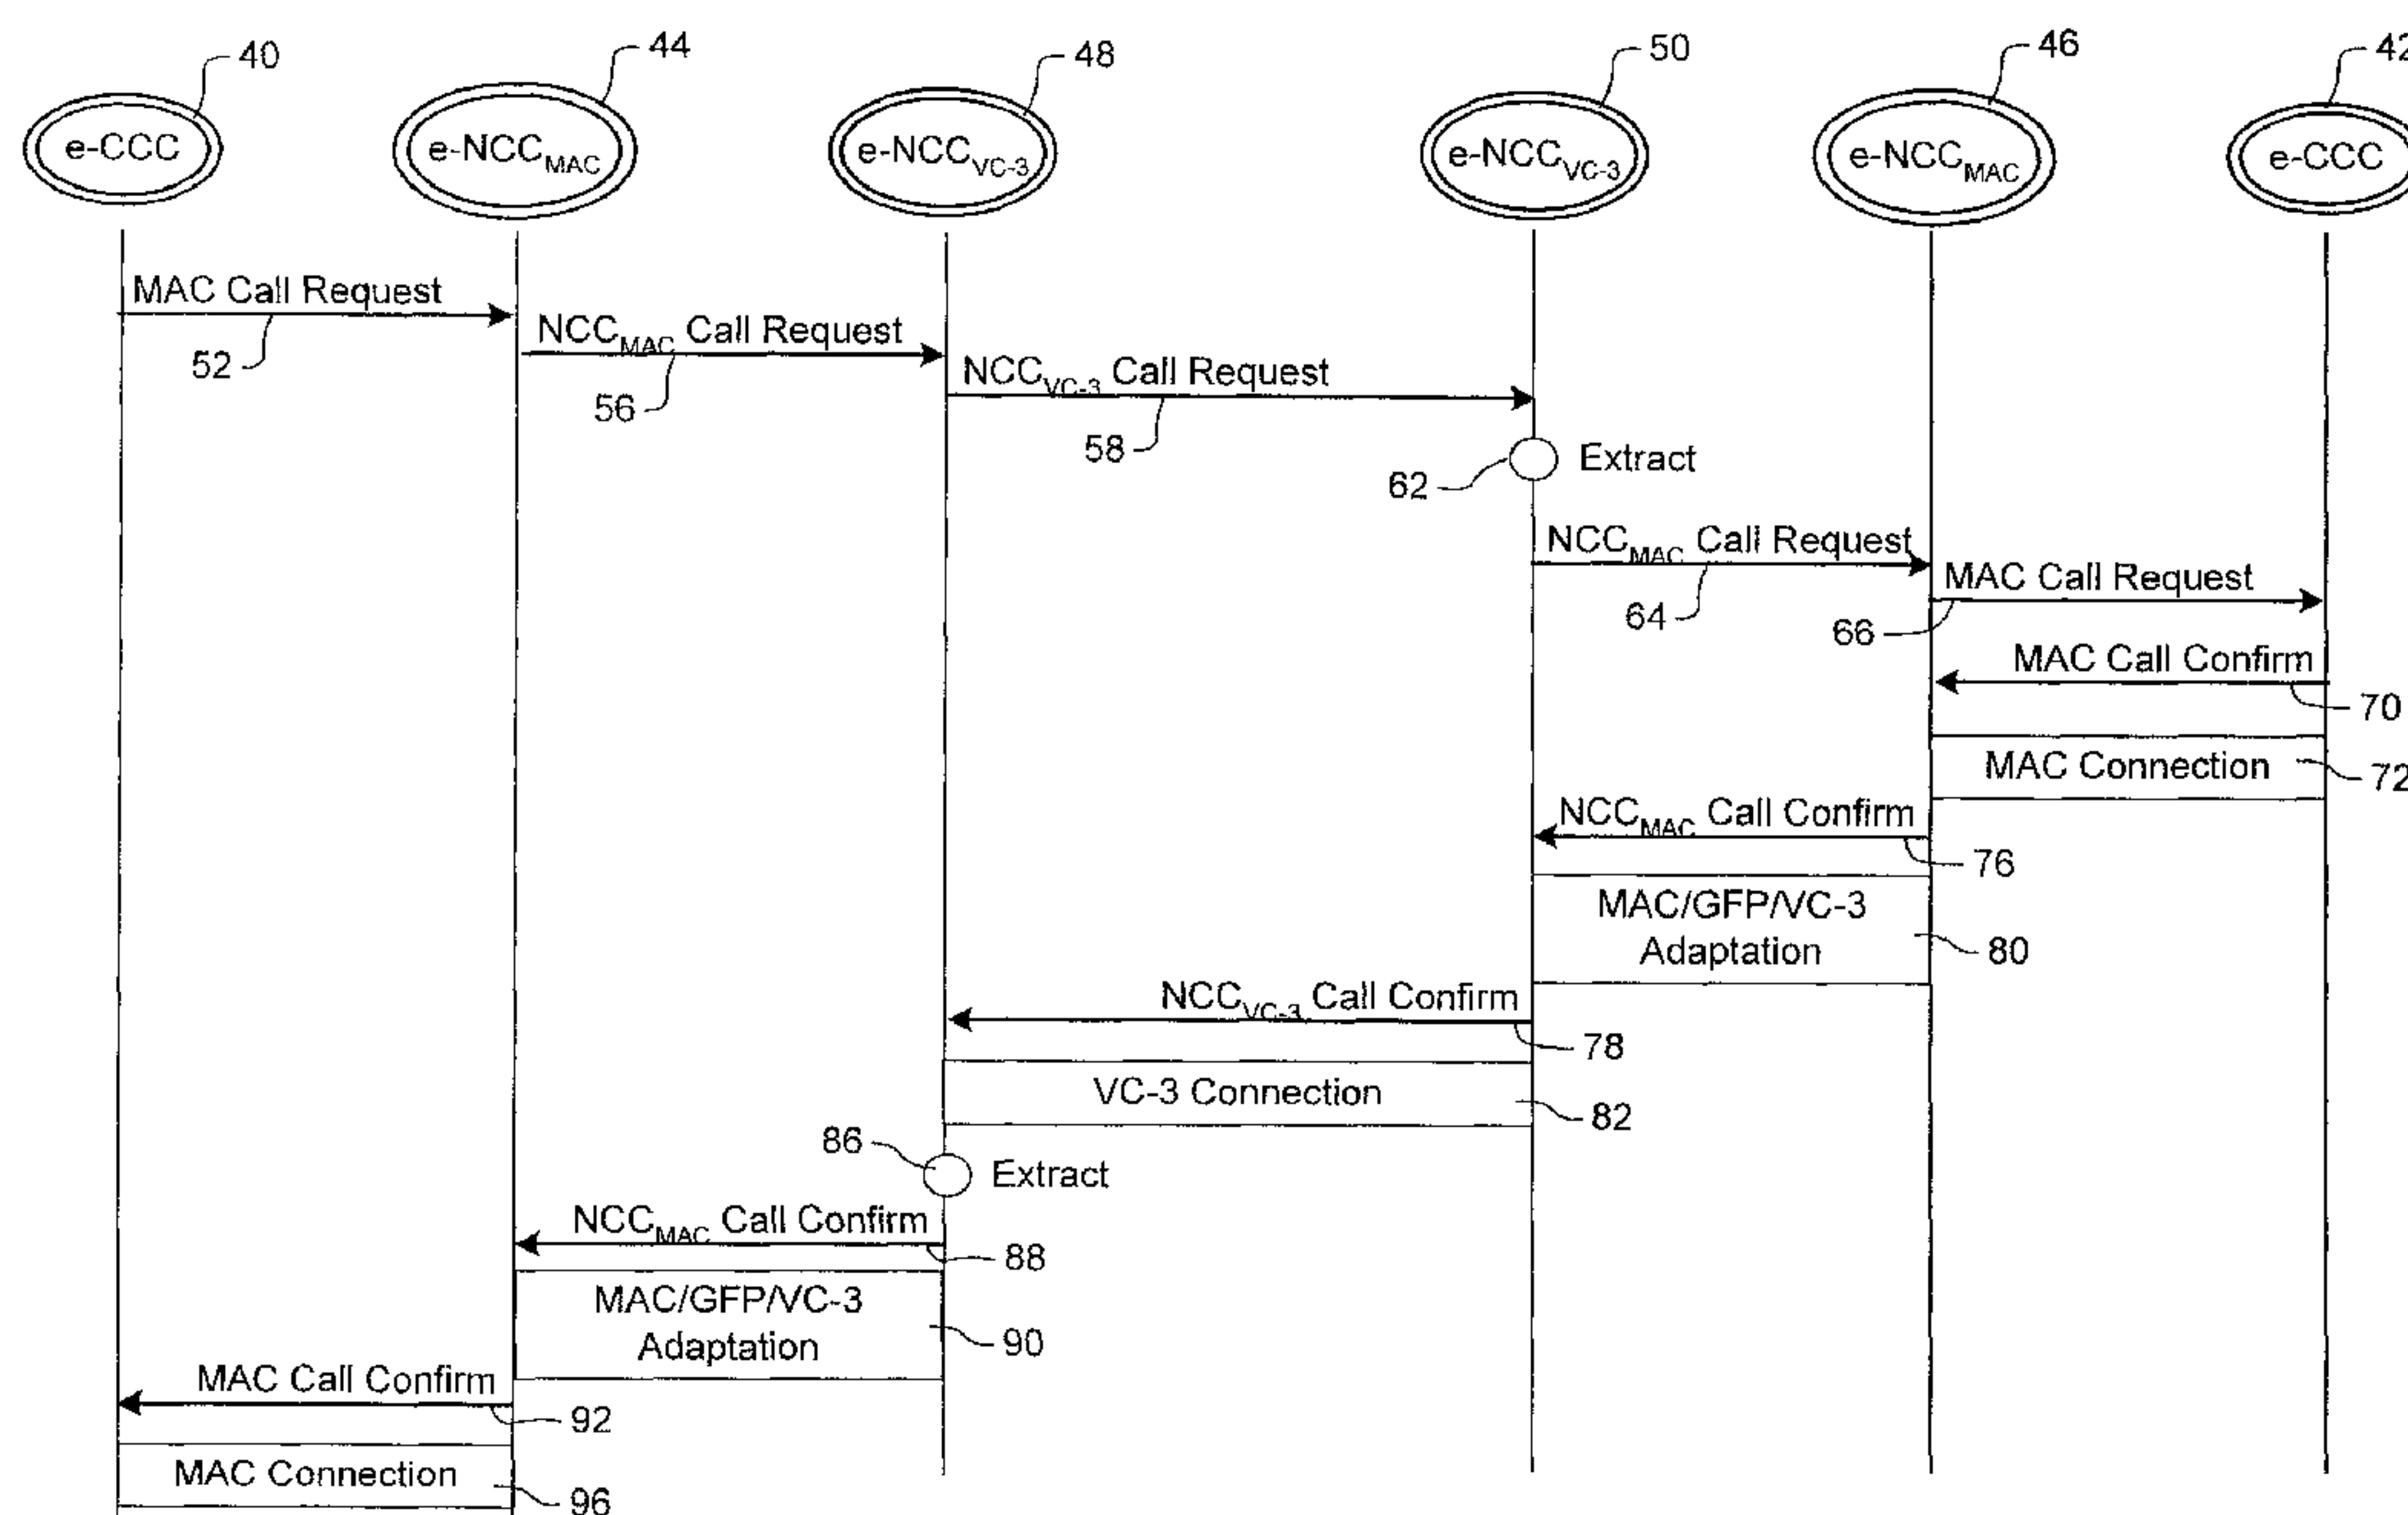 40
44
48
50
46
42
e-CCC
e-NCCMAC
e-NCCVC-3
e-NCCVC-3
e-NCCMAC
e-CCC
MAC Call Request
52
NCCMAC Call Request
56
NCCVC-3 Call Request
58
62
Extract
NCCMAC Call Request
64
MAC Call Request
66
MAC Call Confirm
70
MAC Connection
72
NCCMAC Call Confirm
76
MAC/GFP/VC-3
Adaptation
80
NCCVC-3 Call Confirm
78
VC-3 Connection
82
86
Extract
NCCMAC Call Confirm
88
MAC/GFP/VC-3
Adaptation
90
MAC Call Confirm
92
MAC Connection
96